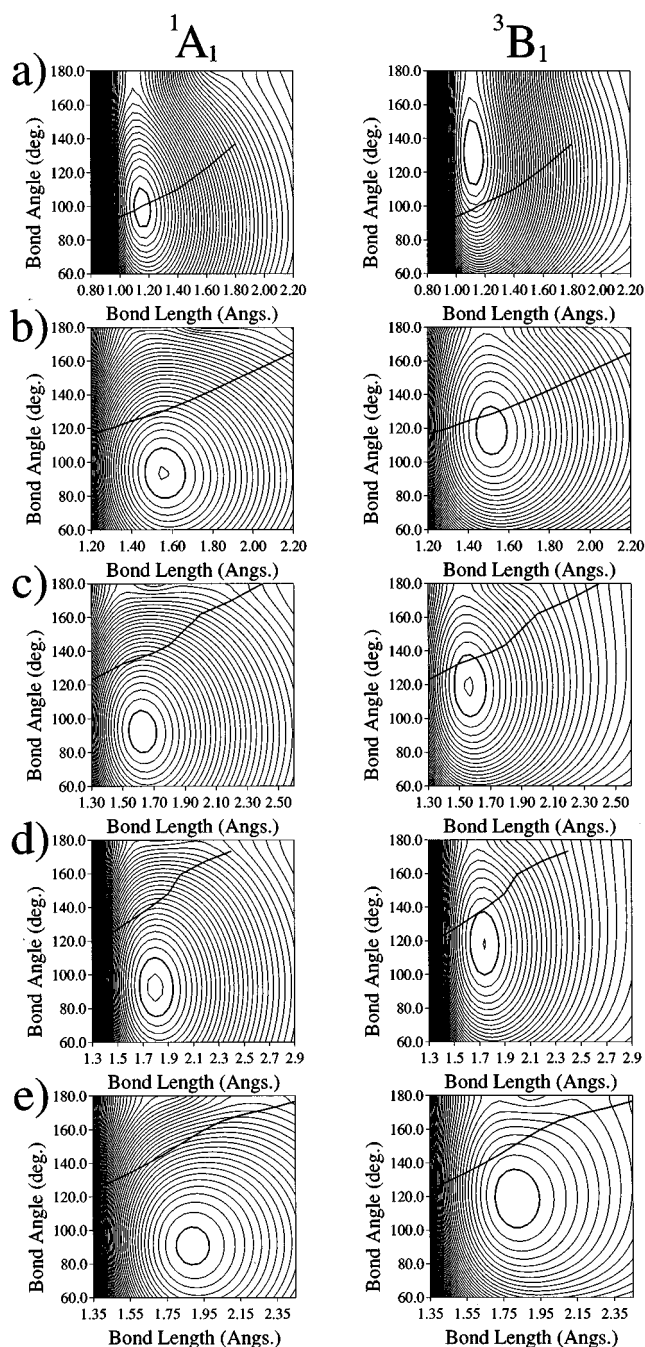 ¹A₁ ³B₁
a)
180.0 160.0 140.0 120.0 100.0 80.0 60.0
Bond Angle (deg.)
0.80 1.00 1.20 1.40 1.60 1.80 2.00 2.20
Bond Length (Angs.)
180.0 160.0 140.0 120.0 100.0 80.0 60.0
Bond Angle (deg.)
0.80 1.00 1.20 1.40 1.60 1.80 2.00 2.20
Bond Length (Angs.)
b)
180.0 160.0 140.0 120.0 100.0 80.0 60.0
Bond Angle (deg.)
1.20 1.40 1.60 1.80 2.00 2.20
Bond Length (Angs.)
180.0 160.0 140.0 120.0 100.0 80.0 60.0
Bond Angle (deg.)
1.20 1.40 1.60 1.80 2.00 2.20
Bond Length (Angs.)
c)
180.0 160.0 140.0 120.0 100.0 80.0 60.0
Bond Angle (deg.)
1.30 1.50 1.70 1.90 2.10 2.30 2.50
Bond Length (Angs.)
180.0 160.0 140.0 120.0 100.0 80.0 60.0
Bond Angle (deg.)
1.30 1.50 1.70 1.90 2.10 2.30 2.50
Bond Length (Angs.)
d)
180.0 160.0 140.0 120.0 100.0 80.0 60.0
Bond Angle (deg.)
1.3 1.5 1.7 1.9 2.1 2.3 2.5 2.7 2.9
Bond Length (Angs.)
180.0 160.0 140.0 120.0 100.0 80.0 60.0
Bond Angle (deg.)
1.3 1.5 1.7 1.9 2.1 2.3 2.5 2.7 2.9
Bond Length (Angs.)
e)
180.0 160.0 140.0 120.0 100.0 80.0 60.0
Bond Angle (deg.)
1.35 1.55 1.75 1.95 2.15 2.35
Bond Length (Angs.)
180.0 160.0 140.0 120.0 100.0 80.0 60.0
Bond Angle (deg.)
1.35 1.55 1.75 1.95 2.15 2.35
Bond Length (Angs.)